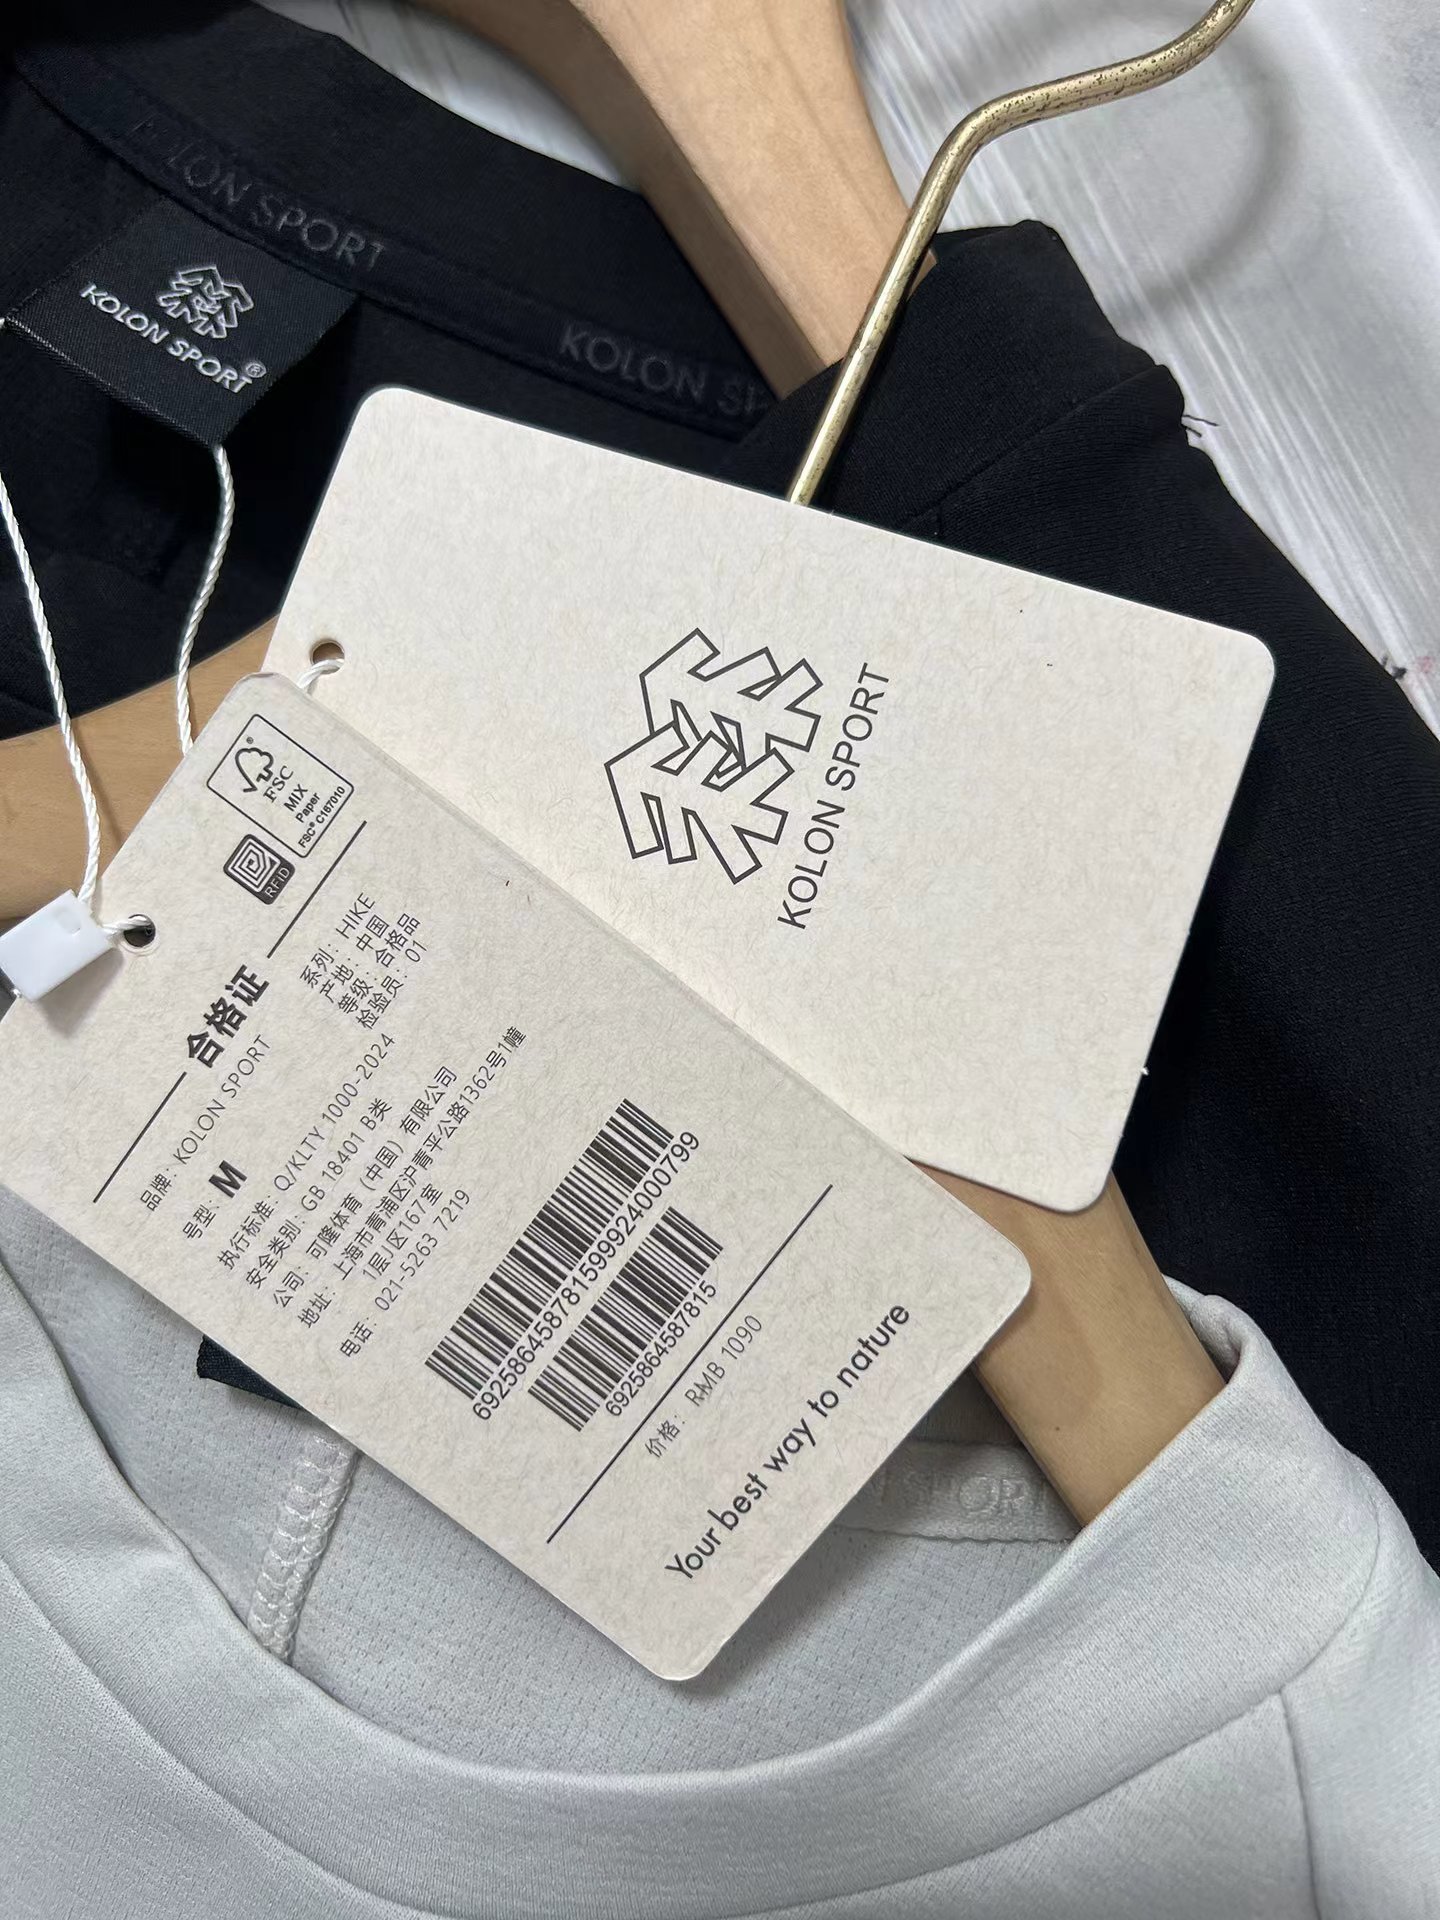 KOLON SPORT
KOLON SPORT®
KOLON SP
KOLON SPORT
FSC
MIX
Paper
FSC® C167010
RFID
合格证
品牌：KOLON SPORT
系列：HIKE
号型：M
产地：中国
等级：合格品
检验员：01
执行标准：Q/KLTY 1000-2024
安全类别：GB 18401 B类
公司：可隆体育（中国）有限公司
地址：上海市青浦区沪青平公路1362号1幢
1层J区167室
电话：021-5263 7219
6925864587815999240007​99
6925864587815
价格：RMB 1090
Your best way to nature
SPORT